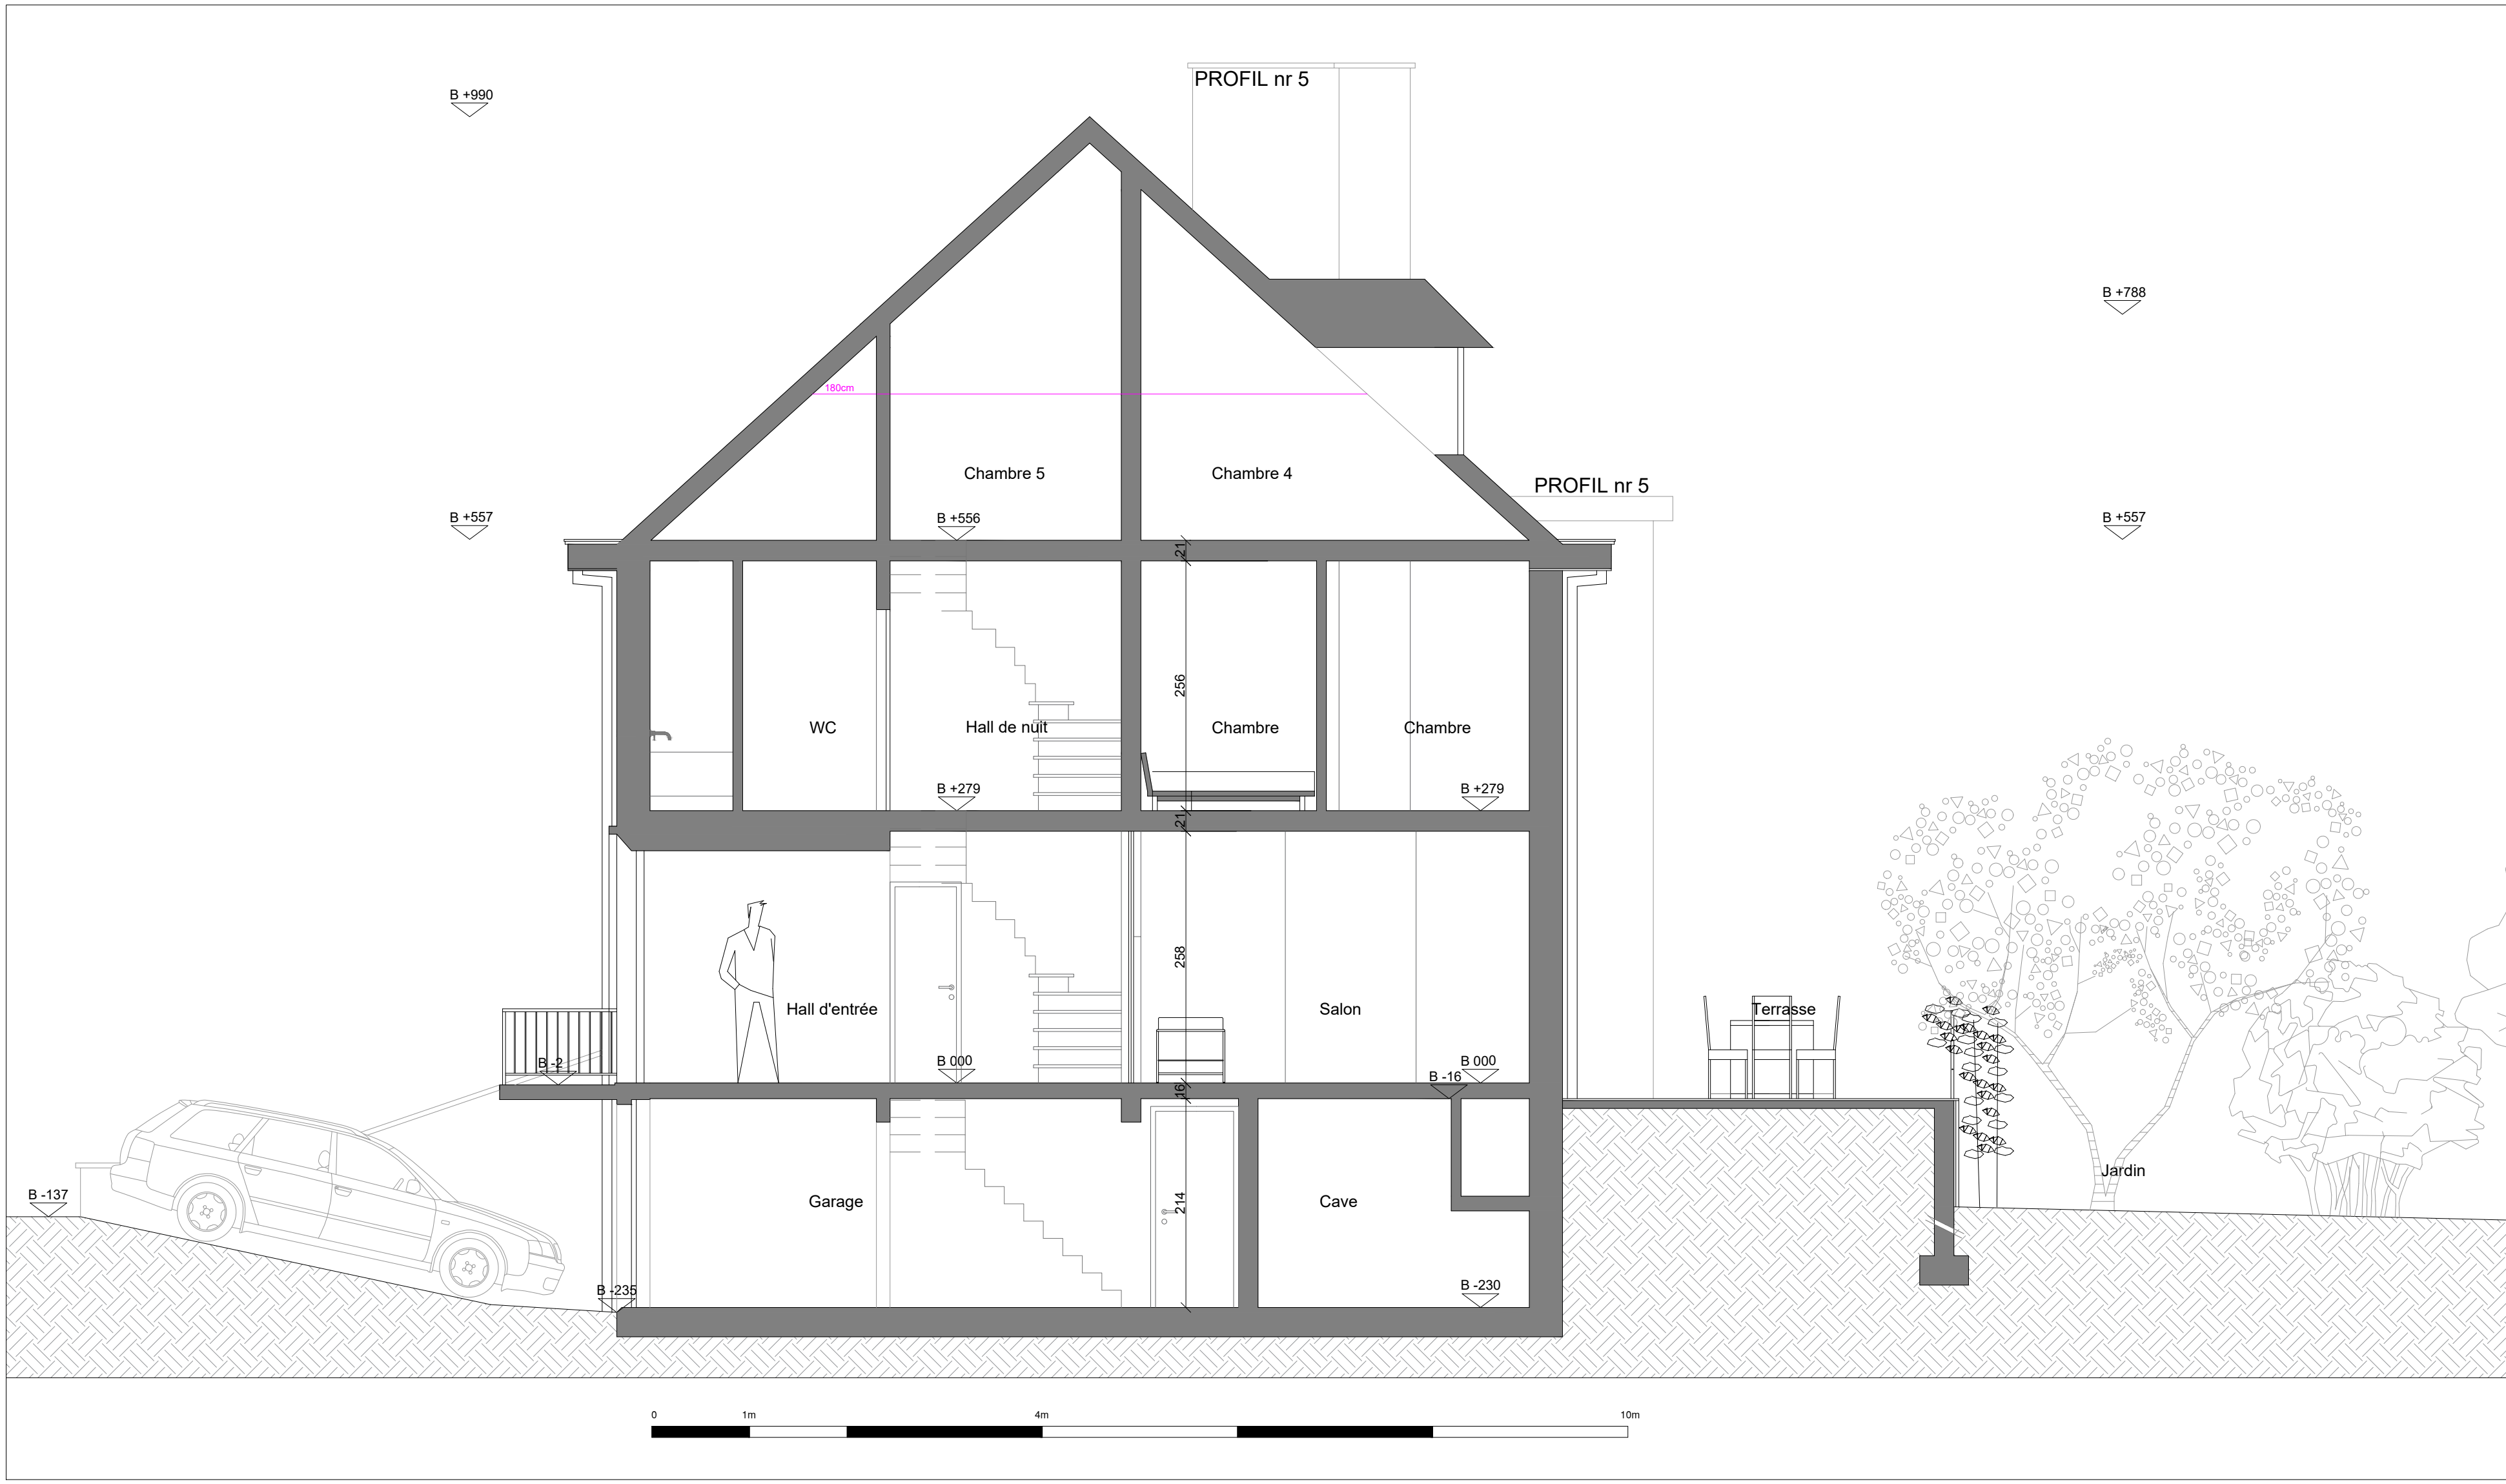 PROFIL nr 5
B +990
B +788
180cm
Chambre 5
Chambre 4
PROFIL nr 5
B +557
B +556
B +557
21
256
WC
Hall de nuit
Chambre
Chambre
B +279
B +279
21
258
Hall d'entrée
Salon
Terrasse
B -2
B 000
B 000
B -16
16
Jardin
B -137
Garage
214
Cave
B -235
B -230
0
1m
4m
10m